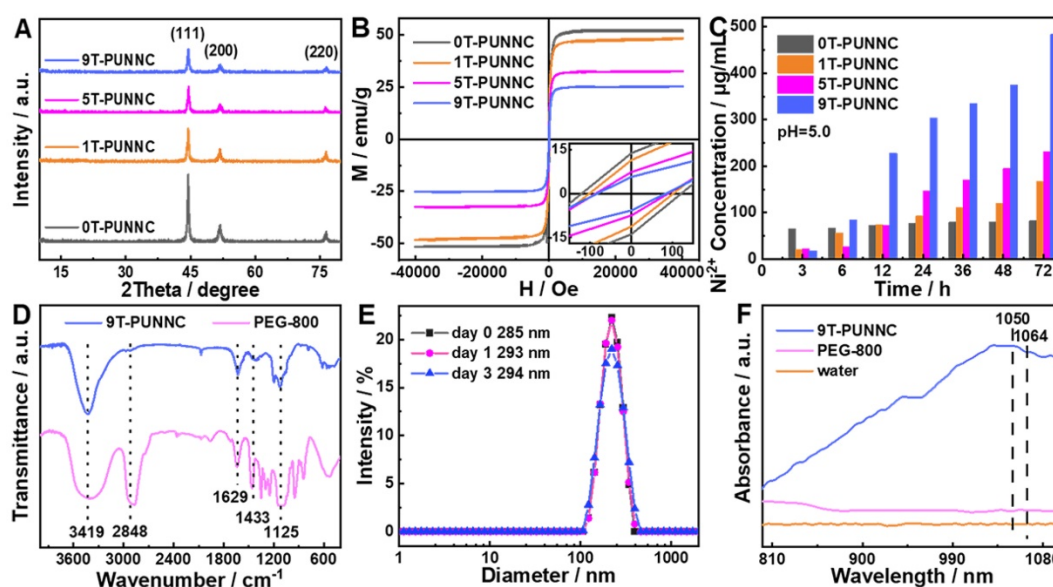 A
(111)
(200)
(220)
9T-PUNNC
5T-PUNNC
1T-PUNNC
0T-PUNNC
Intensity / a.u.
15 30 45 60 75
2Theta / degree
B
0T-PUNNC
1T-PUNNC
5T-PUNNC
9T-PUNNC
50
25
0
-25
-50
M / emu/g
15
0
-15
-100 0 100
-40000 -20000 0 20000 40000
H / Oe
C
0T-PUNNC
1T-PUNNC
5T-PUNNC
9T-PUNNC
pH=5.0
500
400
300
200
100
0
Ni²⁺ Concentration / μg/mL
0 3 6 12 24 36 48 72
Time / h
D
9T-PUNNC PEG-800
Transmittance / a.u.
3419 2848 1629 1433 1125
3600 3000 2400 1800 1200 600
Wavenumber / cm⁻¹
E
day 0 285 nm
day 1 293 nm
day 3 294 nm
20
15
10
5
0
Intensity / %
1 10 100 1000
Diameter / nm
F
1050
1064
9T-PUNNC
PEG-800
water
Absorbance / a.u.
810 900 990 1080
Wavelength / nm